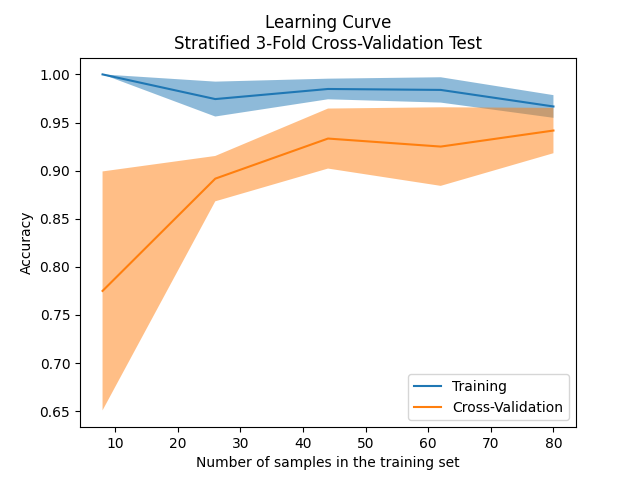 Learning Curve
Stratified 3-Fold Cross-Validation Test
1.00
0.95
0.90
0.85
0.80
0.75
0.70
0.65
Accuracy
Training
Cross-Validation
10 20 30 40 50 60 70 80
Number of samples in the training set